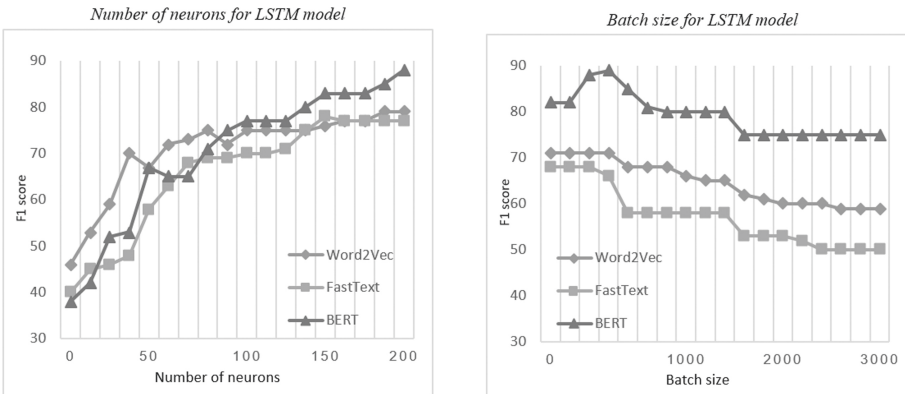 Number of neurons for LSTM model
90
80
70
60
50
40
30
F1 score
Word2Vec
FastText
BERT
0 50 100 150 200
Number of neurons
Batch size for LSTM model
90
80
70
60
50
40
30
F1 score
Word2Vec
FastText
BERT
0 1000 2000 3000
Batch size